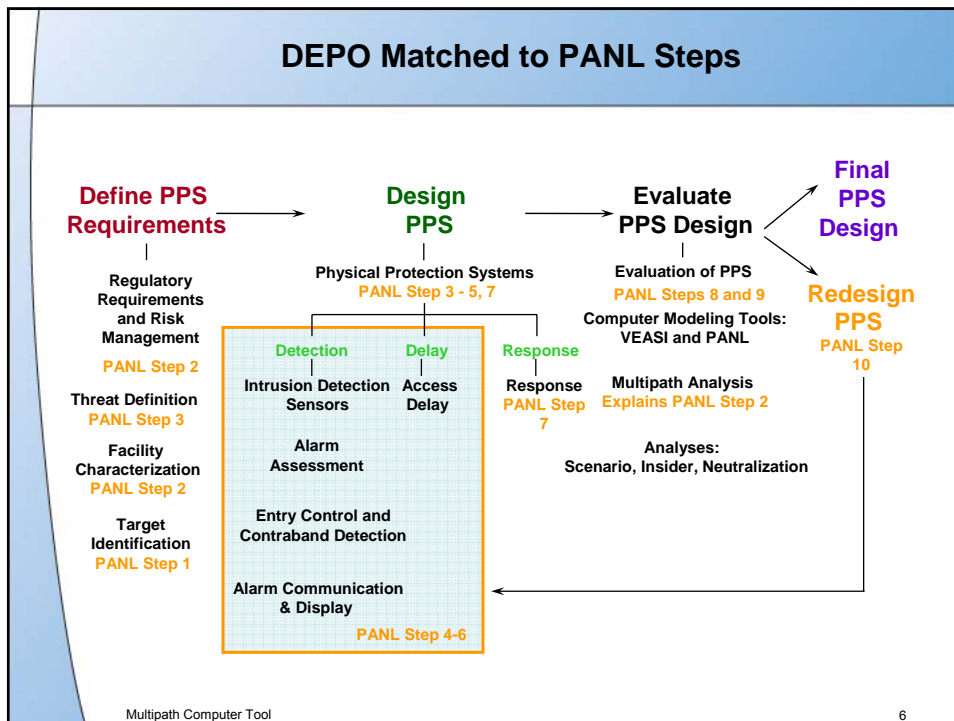 DEPO Matched to PANL Steps
Define PPS
Requirements
Regulatory
Requirements
and Risk
Management
PANL Step 2
Threat Definition
PANL Step 3
Facility
Characterization
PANL Step 2
Target
Identification
PANL Step 1
Design
PPS
Physical Protection Systems
PANL Step 3 - 5, 7
Detection
Intrusion Detection
Sensors
Alarm
Assessment
Entry Control and
Contraband Detection
Alarm Communication
& Display
Delay
Access
Delay
PANL Step 4-6
Response
Response
PANL Step
7
Evaluate
PPS Design
Evaluation of PPS
PANL Steps 8 and 9
Computer Modeling Tools:
VEASI and PANL
Multipath Analysis
Explains PANL Step 2
Analyses:
Scenario, Insider, Neutralization
Final
PPS
Design
Redesign
PPS
PANL Step
10
Multipath Computer Tool
6